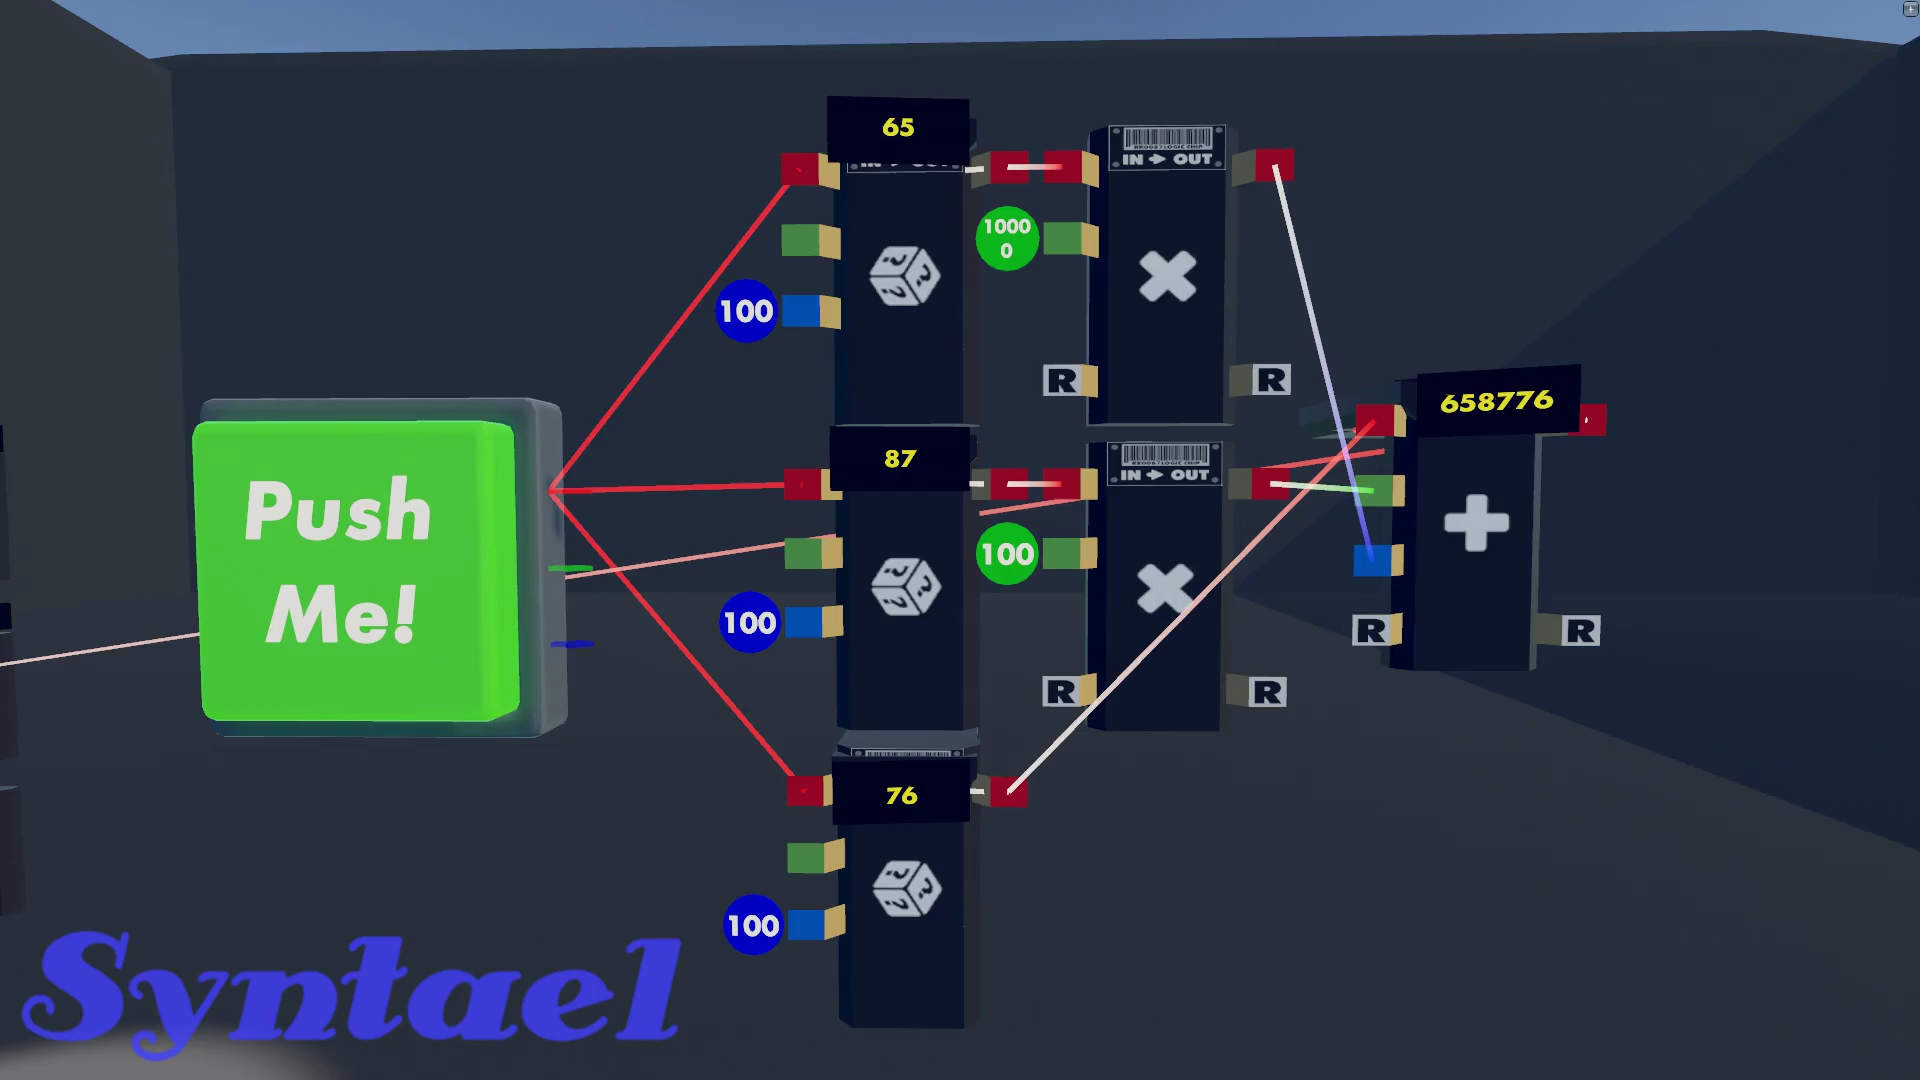 65
IN → OUT
1000
0
100
R
R
Push
Me!
87
IN → OUT
100
100
R
R
658776
R
R
76
100
Syntael